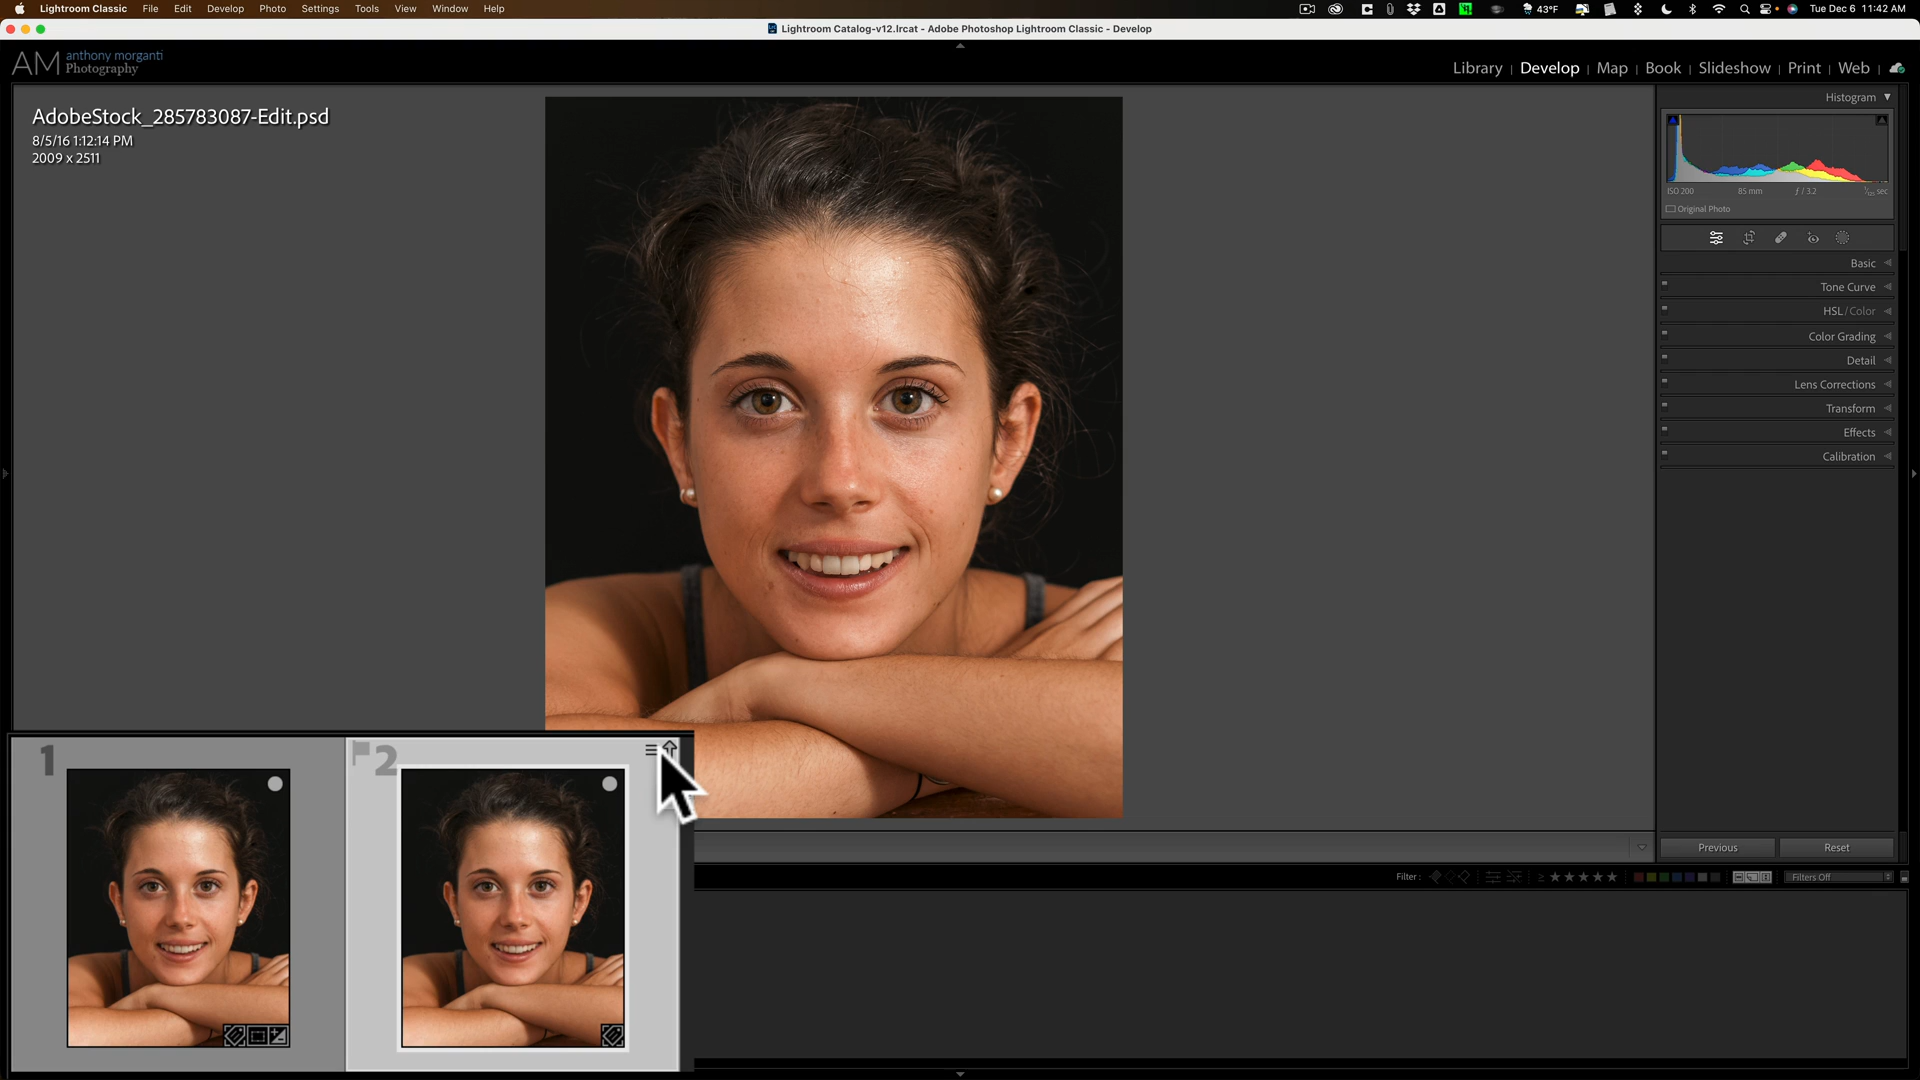 Lightroom Classic File Edit Develop Photo Settings Tools View Window Help 43°F Tue Dec 6 11:42 AM
Lightroom Catalog-v12.lrcat - Adobe Photoshop Lightroom Classic - Develop
AM anthony morganti
Photography
Library | Develop | Map | Book | Slideshow | Print | Web |
AdobeStock_285783087-Edit.psd
8/5/16 1:12:14 PM
2009 x 2511
Histogram
ISO 200 85 mm ƒ / 3.2 sec
Original Photo
Basic
Tone Curve
HSL / Color
Color Grading
Detail
Lens Corrections
Transform
Effects
Calibration
Previous Reset
Filter : Filters Off
1 2